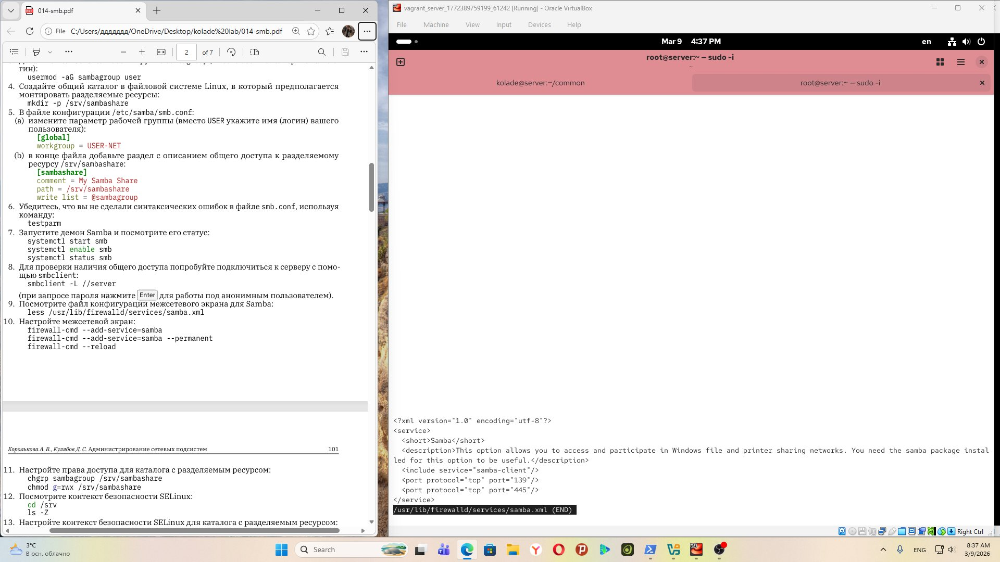 014-smb.pdf
File
C:/Users/ддддддд/OneDrive/Desktop/kolade%20lab/014-smb.pdf
2 of 7
гин):
usermod -aG sambagroup user
4. Создайте общий каталог в файловой системе Linux, в который предполагается
монтировать разделяемые ресурсы:
mkdir -p /srv/sambashare
5. В файле конфигурации /etc/samba/smb.conf:
(a) измените параметр рабочей группы (вместо USER укажите имя (логин) вашего
пользователя):
[global]
workgroup = USER-NET
(b) в конце файла добавьте раздел с описанием общего доступа к разделяемому
ресурсу /srv/sambashare:
[sambashare]
comment = My Samba Share
path = /srv/sambashare
write list = @sambagroup
6. Убедитесь, что вы не сделали синтаксических ошибок в файле smb.conf, используя
команду:
testparm
7. Запустите демон Samba и посмотрите его статус:
systemctl start smb
systemctl enable smb
systemctl status smb
8. Для проверки наличия общего доступа попробуйте подключиться к серверу с помо-
щью smbclient:
smbclient -L //server
(при запросе пароля нажмите Enter для работы под анонимным пользователем).
9. Посмотрите файл конфигурации межсетевого экрана для Samba:
less /usr/lib/firewalld/services/samba.xml
10. Настройте межсетевой экран:
firewall-cmd --add-service=samba
firewall-cmd --add-service=samba --permanent
firewall-cmd --reload
Королькова А. В., Кулябов Д. С. Администрирование сетевых подсистем 101
11. Настройте права доступа для каталога с разделяемым ресурсом:
chgrp sambagroup /srv/sambashare
chmod g=rwx /srv/sambashare
12. Посмотрите контекст безопасности SELinux:
cd /srv
ls -Z
13. Настройте контекст безопасности SELinux для каталога с разделяемым ресурсом:
vagrant_server_1772389759199_61242 [Running] - Oracle VirtualBox
File Machine View Input Devices Help
Mar 9 4:37 PM
en
root@server:~ — sudo -i
~
kolade@server:~/common
root@server:~ — sudo -i
<?xml version="1.0" encoding="utf-8"?>
<service>
<short>Samba</short>
<description>This option allows you to access and participate in Windows file and printer sharing networks. You need the samba package instal
led for this option to be useful.</description>
<include service="samba-client"/>
<port protocol="tcp" port="139"/>
<port protocol="tcp" port="445"/>
</service>
/usr/lib/firewalld/services/samba.xml (END)
Right Ctrl
3°C
В осн. облачно
Search
ENG
8:37 AM
3/9/2026